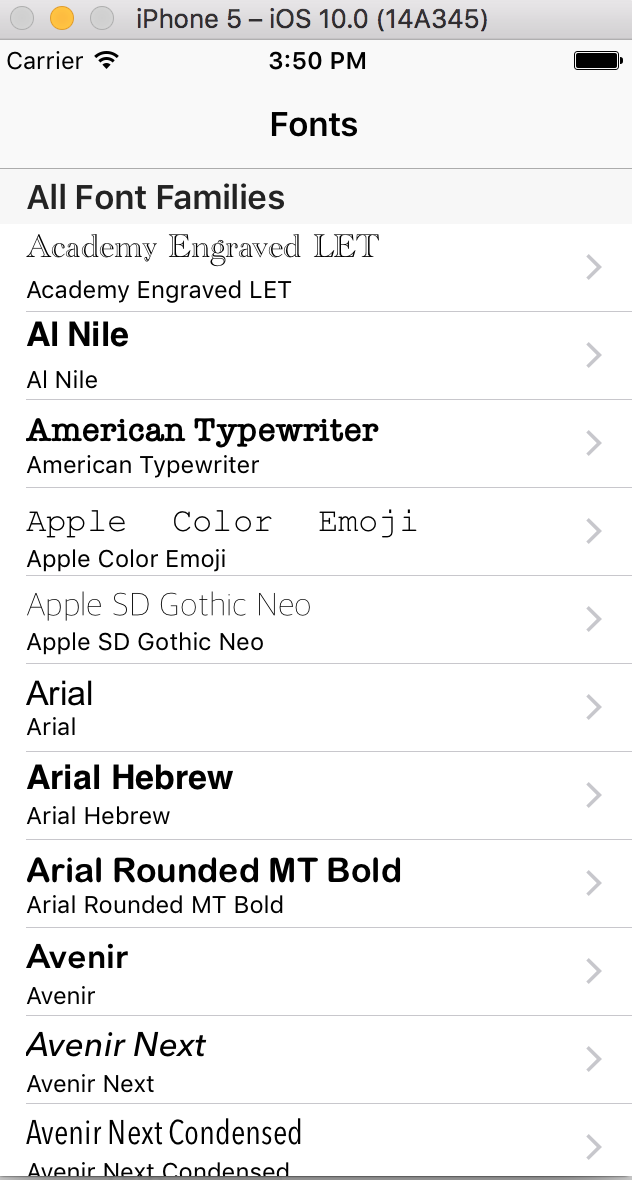 iPhone 5 – iOS 10.0 (14A345)
Carrier 3:50 PM
Fonts
All Font Families
Academy Engraved LET
Academy Engraved LET
Al Nile
Al Nile
American Typewriter
American Typewriter
Apple Color Emoji
Apple Color Emoji
Apple SD Gothic Neo
Apple SD Gothic Neo
Arial
Arial
Arial Hebrew
Arial Hebrew
Arial Rounded MT Bold
Arial Rounded MT Bold
Avenir
Avenir
Avenir Next
Avenir Next
Avenir Next Condensed
Avenir Next Condensed